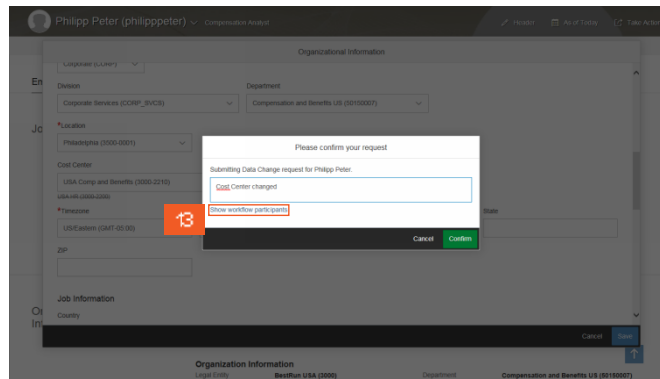 Philipp Peter (philipppeter) Compensation Analyst
Header As of Today Take Action
Organizational Information
Corporate (CORP)
Division Department
Corporate Services (CORP_SVCS) Compensation and Benefits US (50150007)
*Location
Philadelphia (3500-0001)
Please confirm your request
Cost Center
Submitting Data Change request for Philipp Peter.
USA Comp and Benefits (3000-2210)
Cost Center changed
USA HR (3000-2200)
*Timezone
13
Show workflow participants
State
US/Eastern (GMT-05:00)
Cancel Confirm
ZIP
Job Information
Country
Cancel Save
Organization Information
Legal Entity BestRun USA (3000) Department Compensation and Benefits US (50150007)